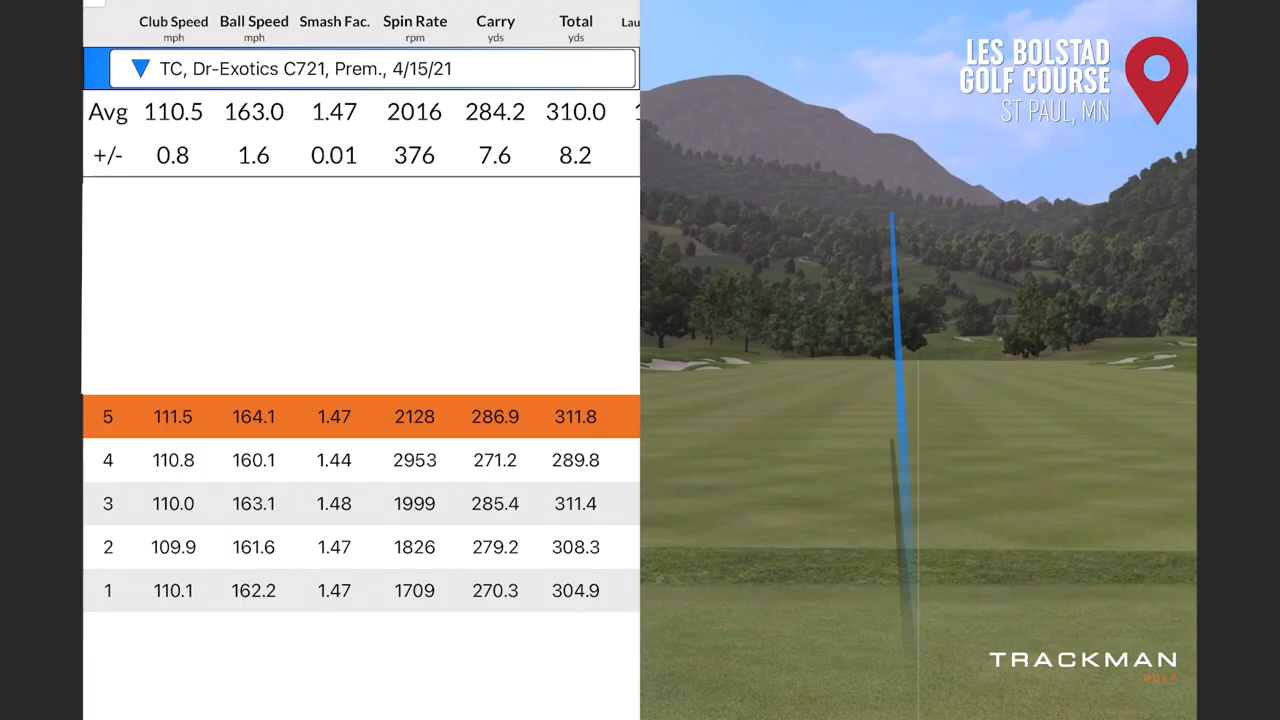 Club Speed Ball Speed Smash Fac. Spin Rate Carry Total Lau
mph mph rpm yds yds
TC, Dr-Exotics C721, Prem., 4/15/21
Avg 110.5 163.0 1.47 2016 284.2 310.0
+/- 0.8 1.6 0.01 376 7.6 8.2
5 111.5 164.1 1.47 2128 286.9 311.8
4 110.8 160.1 1.44 2953 271.2 289.8
3 110.0 163.1 1.48 1999 285.4 311.4
2 109.9 161.6 1.47 1826 279.2 308.3
1 110.1 162.2 1.47 1709 270.3 304.9
LES BOLSTAD
GOLF COURSE
ST PAUL, MN
TRACKMAN
GOLF